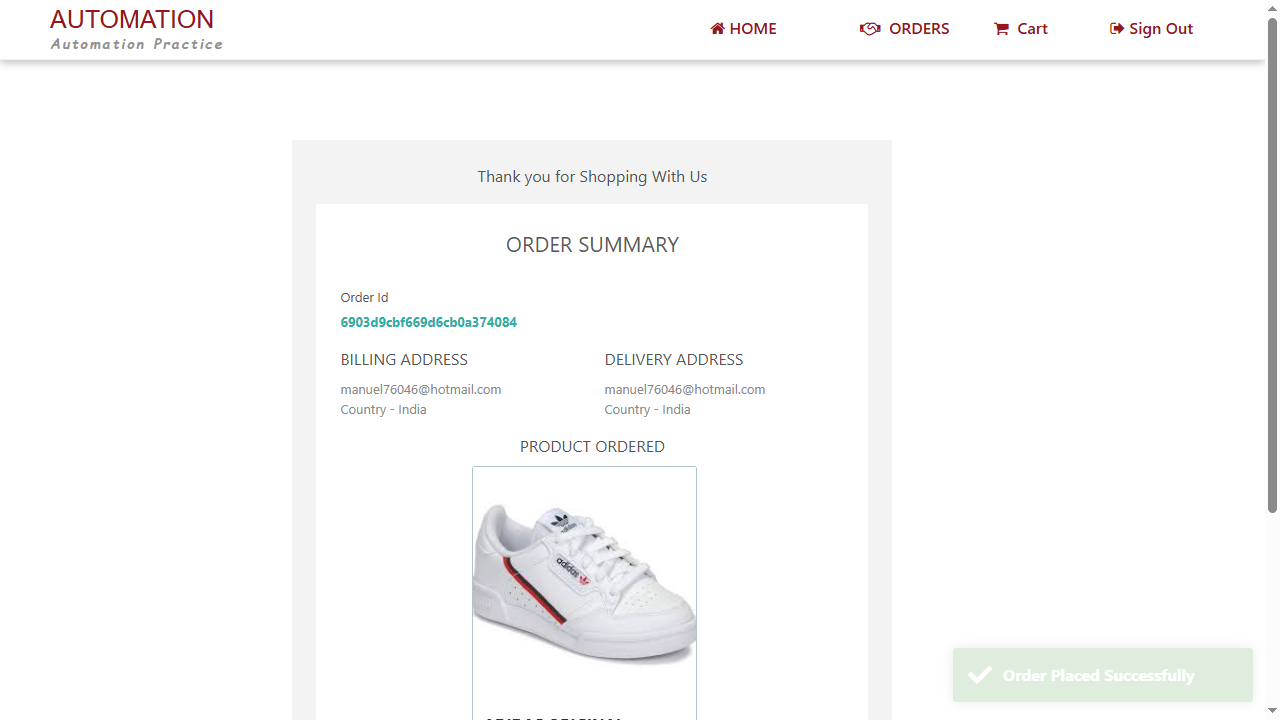 AUTOMATION
Automation Practice
HOME
ORDERS
Cart
Sign Out
Thank you for Shopping With Us
ORDER SUMMARY
Order Id
6903d9cbf669d6cb0a374084
BILLING ADDRESS
manuel76046@hotmail.com
Country - India
DELIVERY ADDRESS
manuel76046@hotmail.com
Country - India
PRODUCT ORDERED
adidas
adidas
Order Placed Successfully